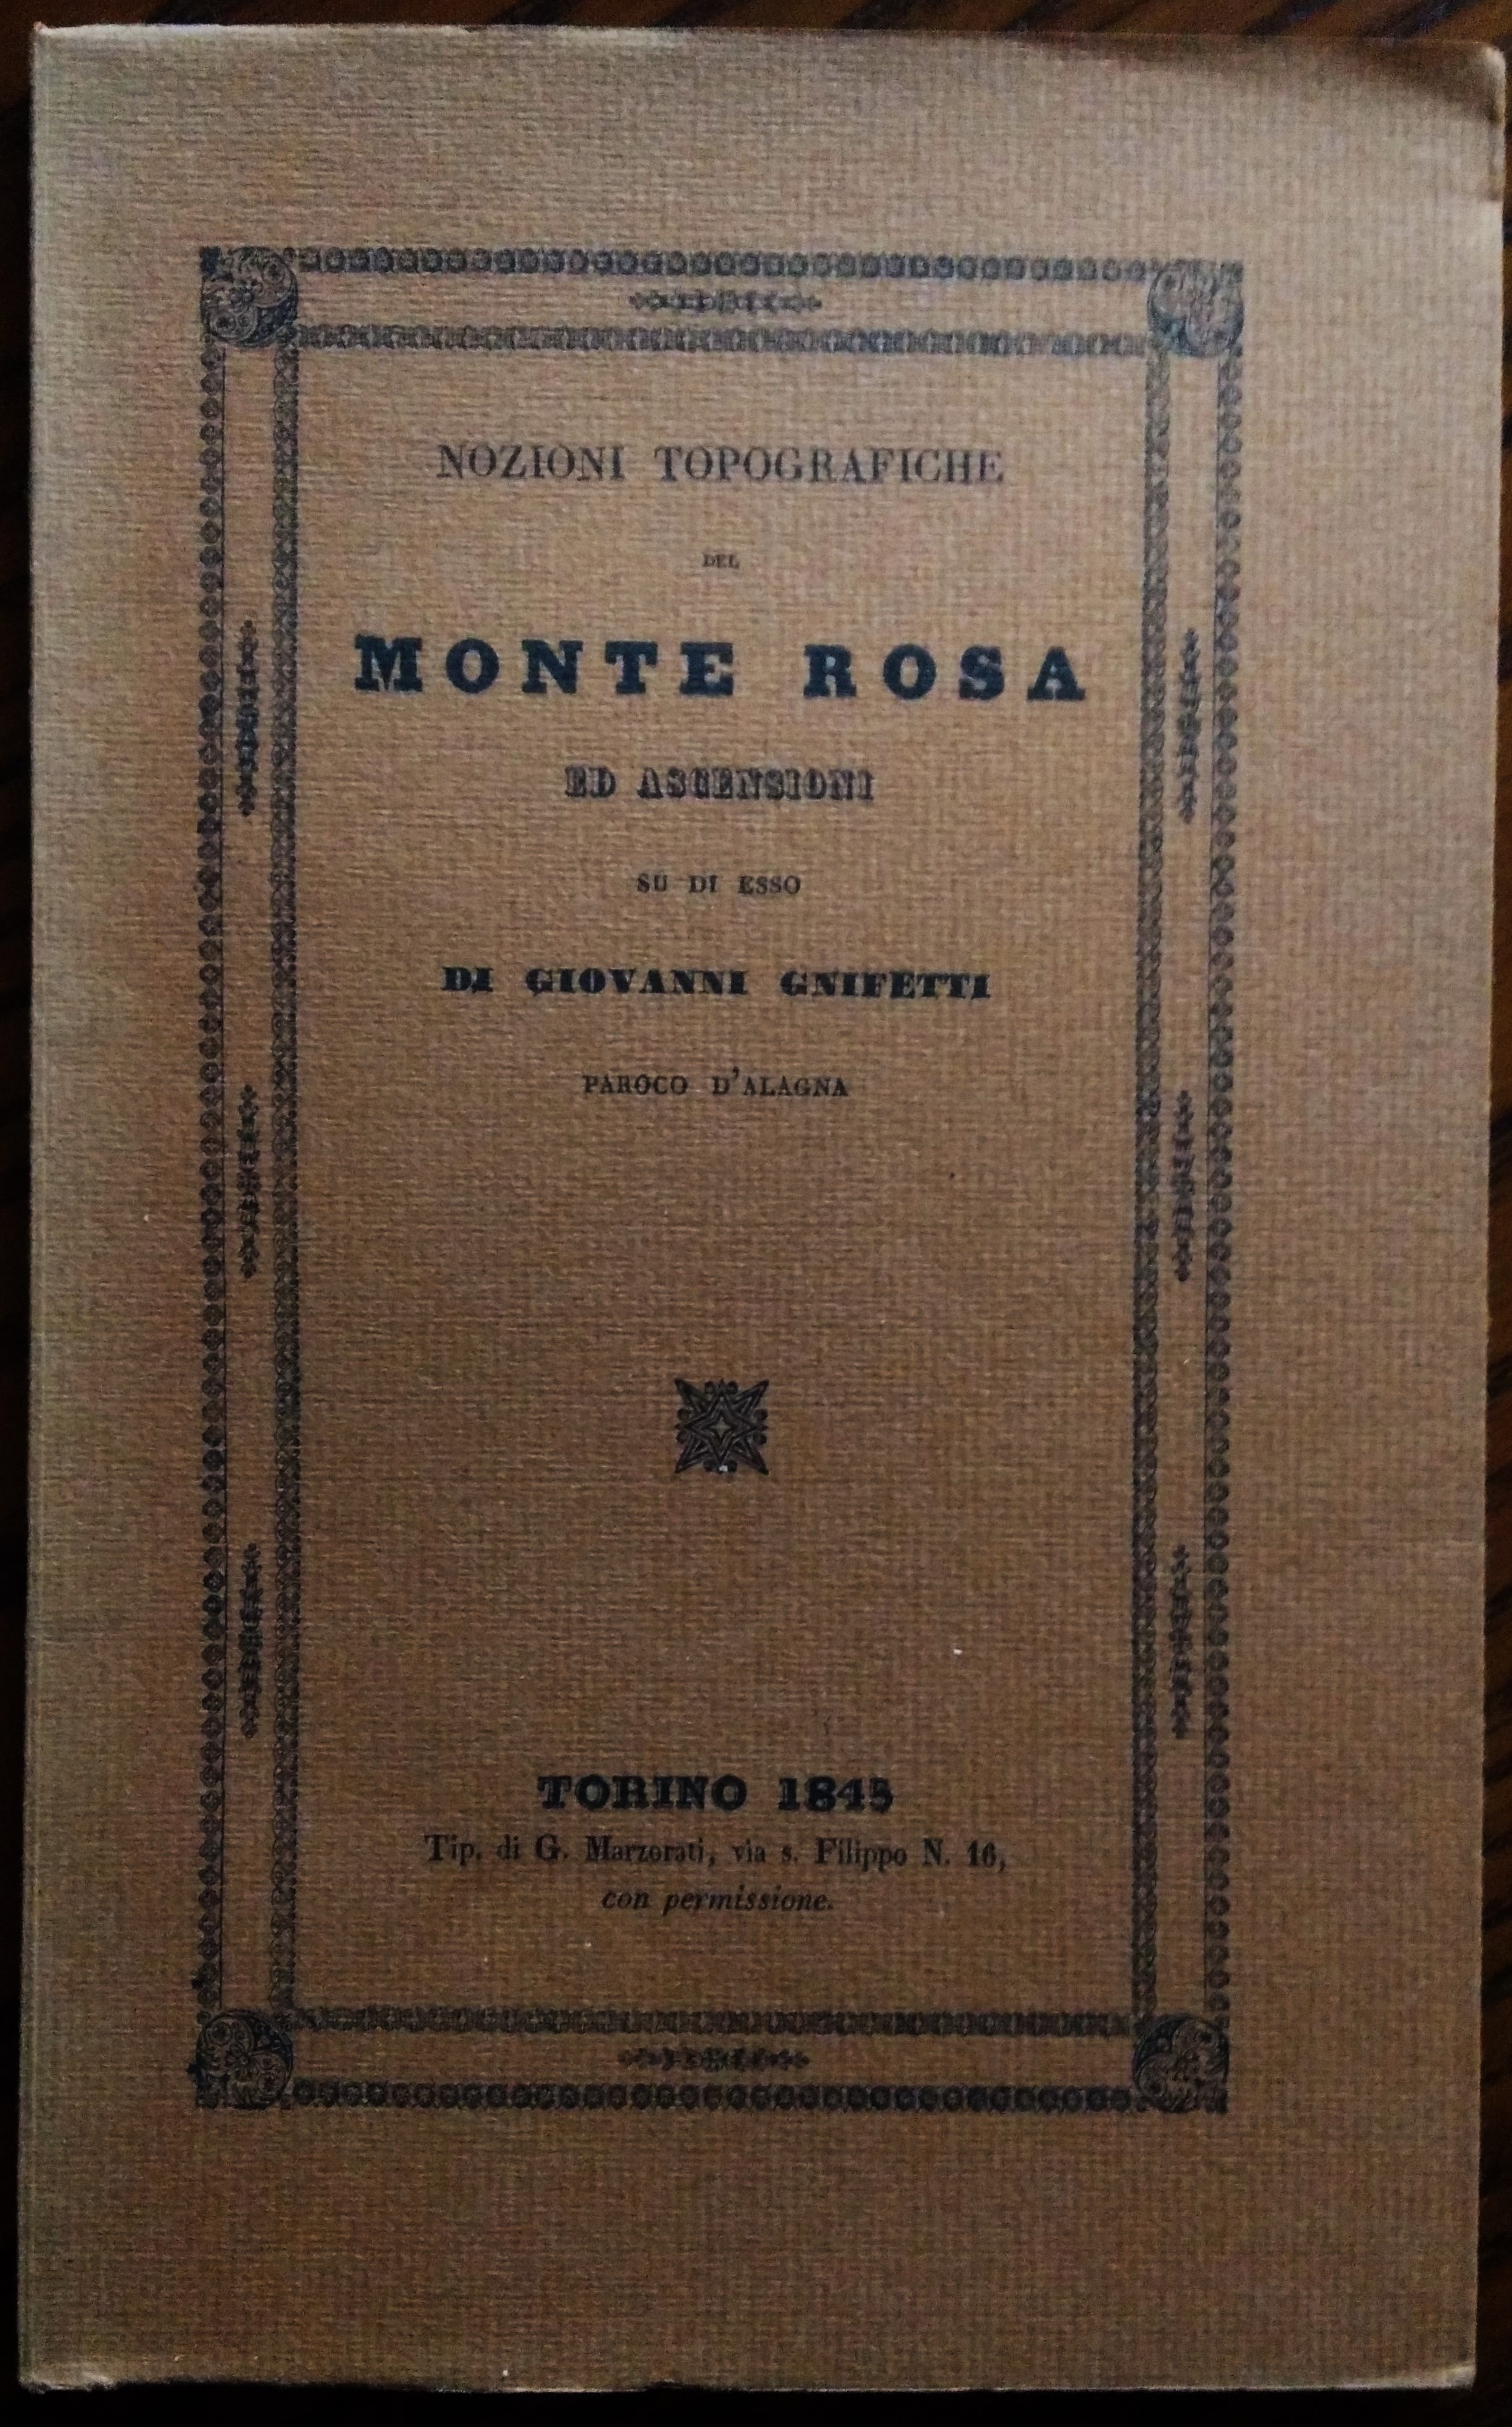 NOZIONI TOPOGRAFICHE
DEL
MONTE ROSA
ED ASCENSIONI
SU DI ESSO
DI GIOVANNI GNIFETTI
PAROCO D'ALAGNA
TORINO 1845
Tip. di G. Marzorati, via s. Filippo N. 16,
con permissione.